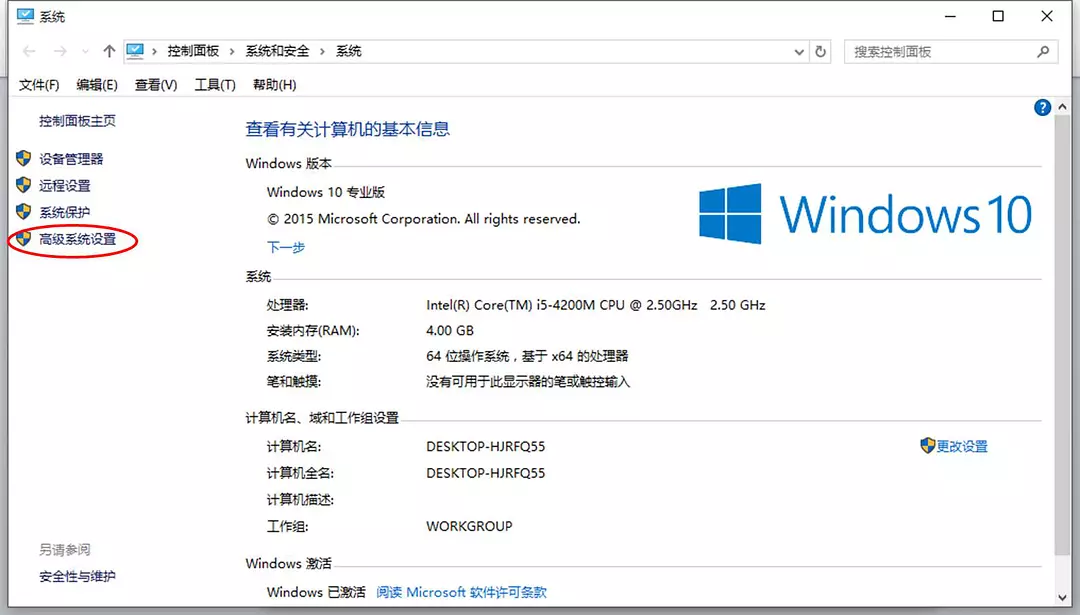 系统
控制面板 › 系统和安全 › 系统
搜索控制面板
文件(F) 编辑(E) 查看(V) 工具(T) 帮助(H)
控制面板主页
设备管理器
远程设置
系统保护
高级系统设置
另请参阅
安全性与维护
?
查看有关计算机的基本信息
Windows 版本
Windows 10 专业版
© 2015 Microsoft Corporation. All rights reserved.
下一步
Windows 10
系统
处理器: Intel(R) Core(TM) i5-4200M CPU @ 2.50GHz 2.50 GHz
安装内存(RAM): 4.00 GB
系统类型: 64 位操作系统，基于 x64 的处理器
笔和触摸: 没有可用于此显示器的笔或触控输入
计算机名、域和工作组设置
计算机名: DESKTOP-HJRFQ55 更改设置
计算机全名: DESKTOP-HJRFQ55
计算机描述:
工作组: WORKGROUP
Windows 激活
Windows 已激活 阅读 Microsoft 软件许可条款